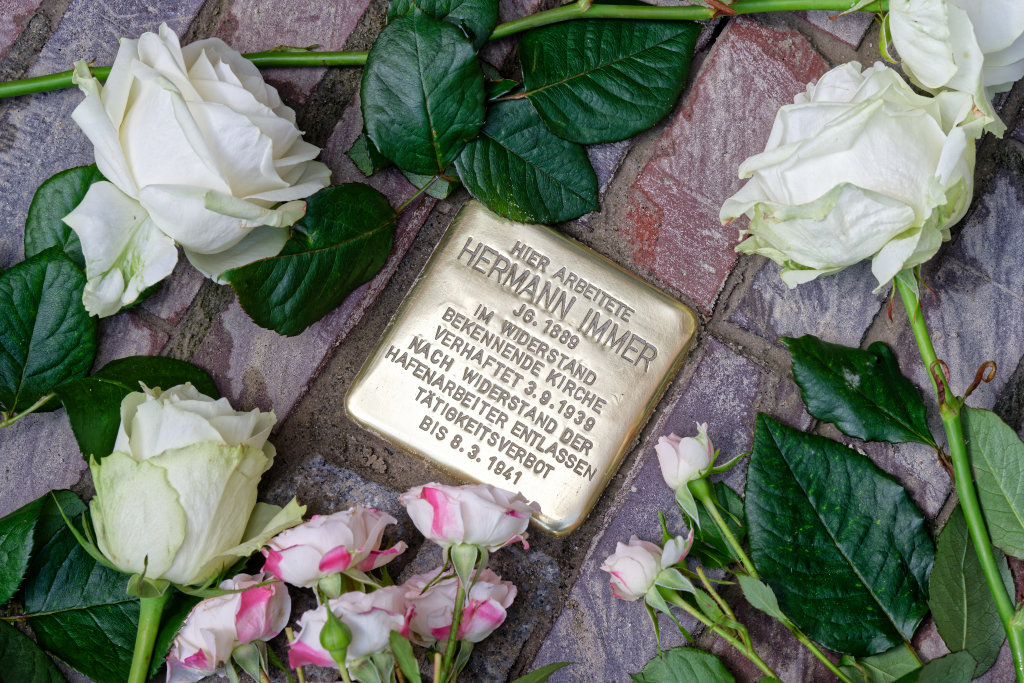 HIER ARBEITETE
HERMANN IMMER
JG. 1889
IM WIDERSTAND
BEKENNENDE KIRCHE
VERHAFTET 3.9.1939
NACH WIDERSTAND DER
HAFENARBEITER ENTLASSEN
TÄTIGKEITSVERBOT
BIS 8.3.1941